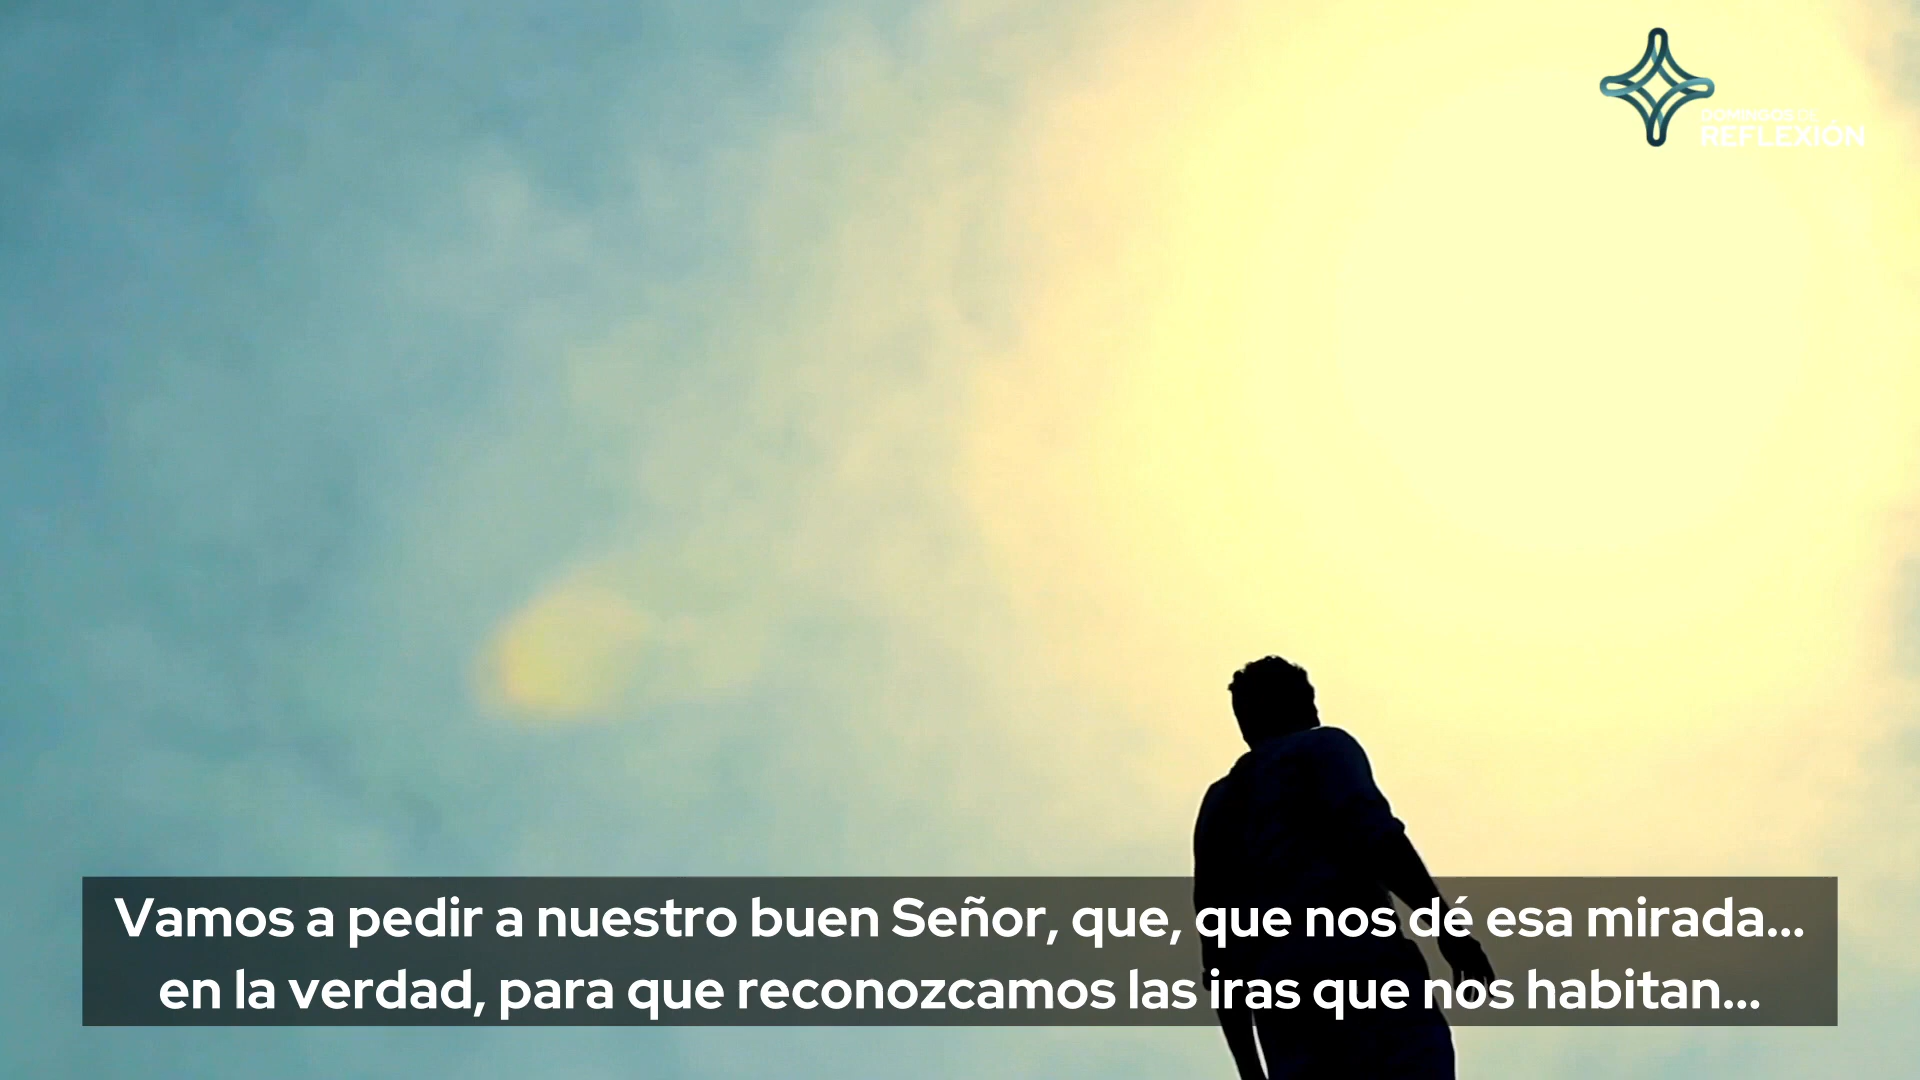 DOMINGOS DE
REFLEXIÓN
Vamos a pedir a nuestro buen Señor, que, que nos dé esa mirada...
en la verdad, para que reconozcamos las iras que nos habitan...